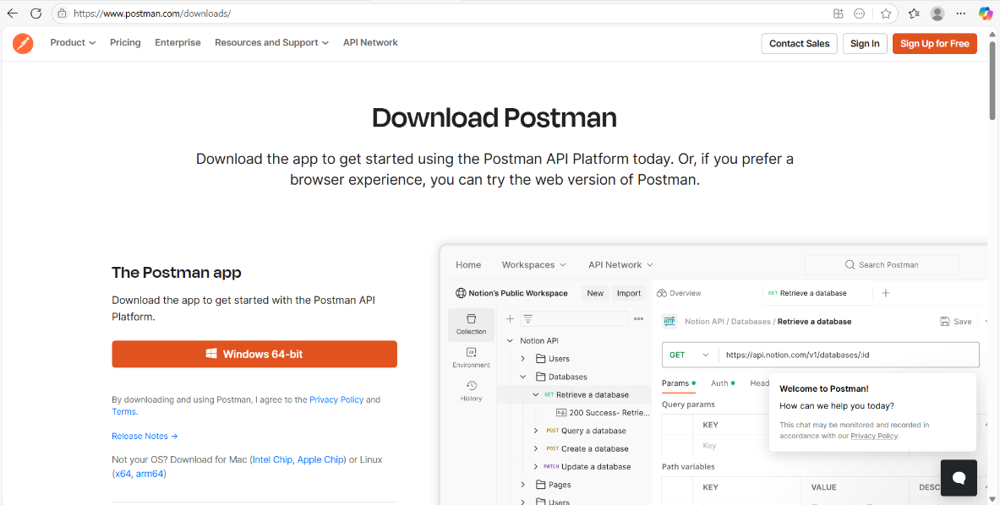 https://www.postman.com/downloads/
Product Pricing Enterprise Resources and Support API Network Contact Sales Sign In Sign Up for Free
Download Postman
Download the app to get started using the Postman API Platform today. Or, if you prefer a
browser experience, you can try the web version of Postman.
The Postman app
Download the app to get started with the Postman API
Platform.
Windows 64-bit
By downloading and using Postman, I agree to the Privacy Policy and
Terms.
Release Notes →
Not your OS? Download for Mac (Intel Chip, Apple Chip) or Linux
(x64, arm64)
Home Workspaces API Network Search Postman
Notion's Public Workspace New Import Overview GET Retrieve a database
Collection
Environment
History
Notion API
Users
Databases
GET Retrieve a database
200 Success- Retrie...
POST Query a database
POST Create a database
PATCH Update a database
Pages
Users
HTTP Notion API / Databases / Retrieve a database Save
GET https://api.notion.com/v1/databases/:id
Params Auth Head
Query params
KEY
Key
Path variables
KEY VALUE DESC
Welcome to Postman!
How can we help you today?
This chat may be monitored and recorded in
accordance with our Privacy Policy.